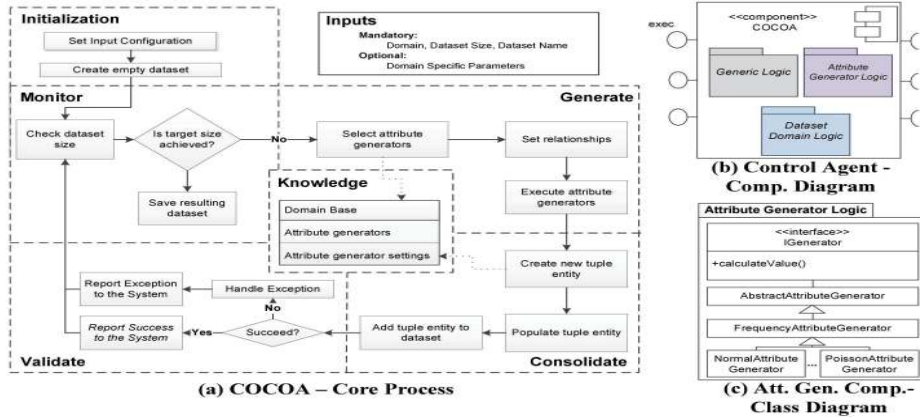 Initialization
Set Input Configuration
Create empty dataset
Inputs
Mandatory:
Domain, Dataset Size, Dataset Name
Optional:
Domain Specific Parameters
Monitor
Generate
Check dataset
size
Is target size
achieved?
No
Select attribute
generators
Set relationships
Save resulting
dataset
Execute attribute
generators
Knowledge
Domain Base
Attribute generators
Attribute generator settings
Create new tuple
entity
Report Exception
to the System
Handle Exception
No
Report Success
to the System
Yes
Succeed?
Add tuple entity to
dataset
Populate tuple entity
Validate
Consolidate
(a) COCOA – Core Process
exec
<<component>>
COCOA
Generic Logic
Attribute
Generator Logic
Dataset
Domain Logic
(b) Control Agent -
Comp. Diagram
Attribute Generator Logic
<<interface>>
IGenerator
+calculateValue()
AbstractAttributeGenerator
FrequencyAttributeGenerator
NormalAttribute
Generator
...
PoissonAttribute
Generator
(c) Att. Gen. Comp.-
Class Diagram